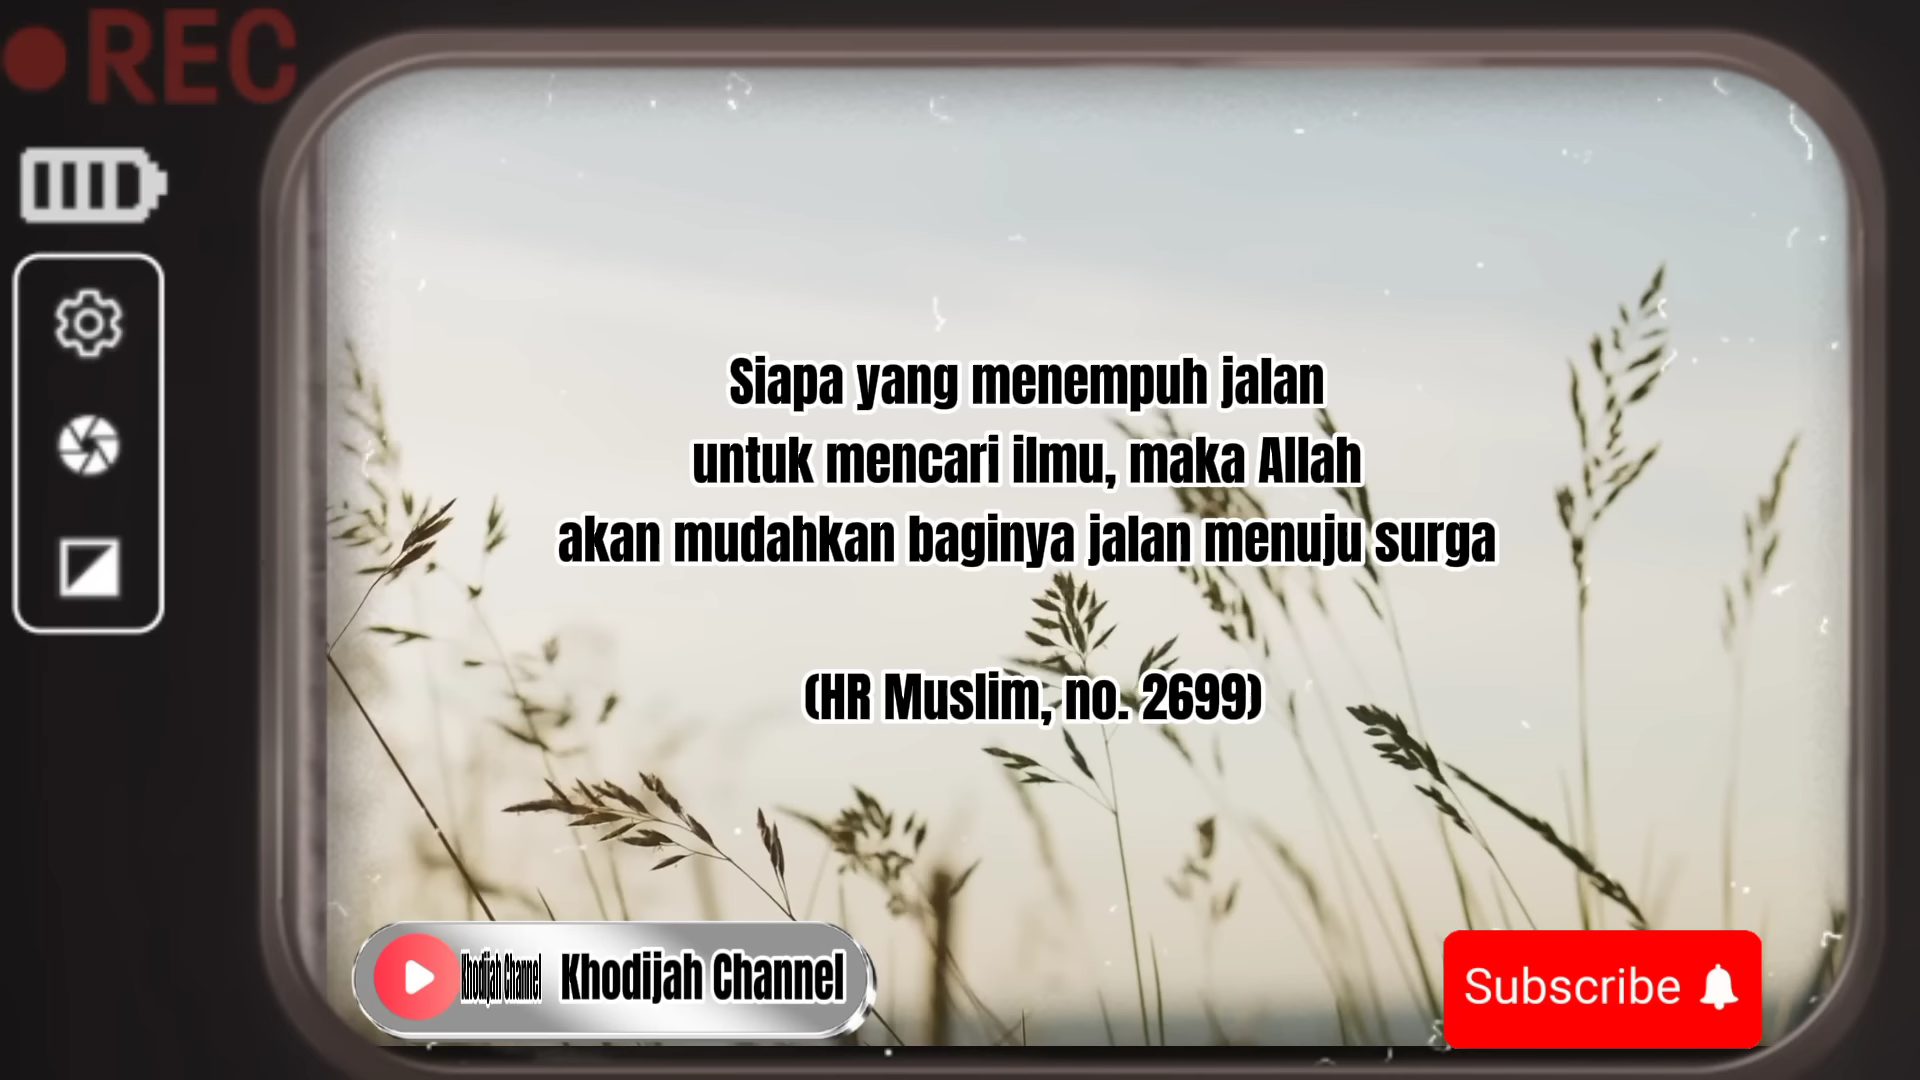 REC
Siapa yang menempuh jalan
untuk mencari ilmu, maka Allah
akan mudahkan baginya jalan menuju surga
(HR Muslim, no. 2699)
Khodijah Channel Khodijah Channel
Subscribe